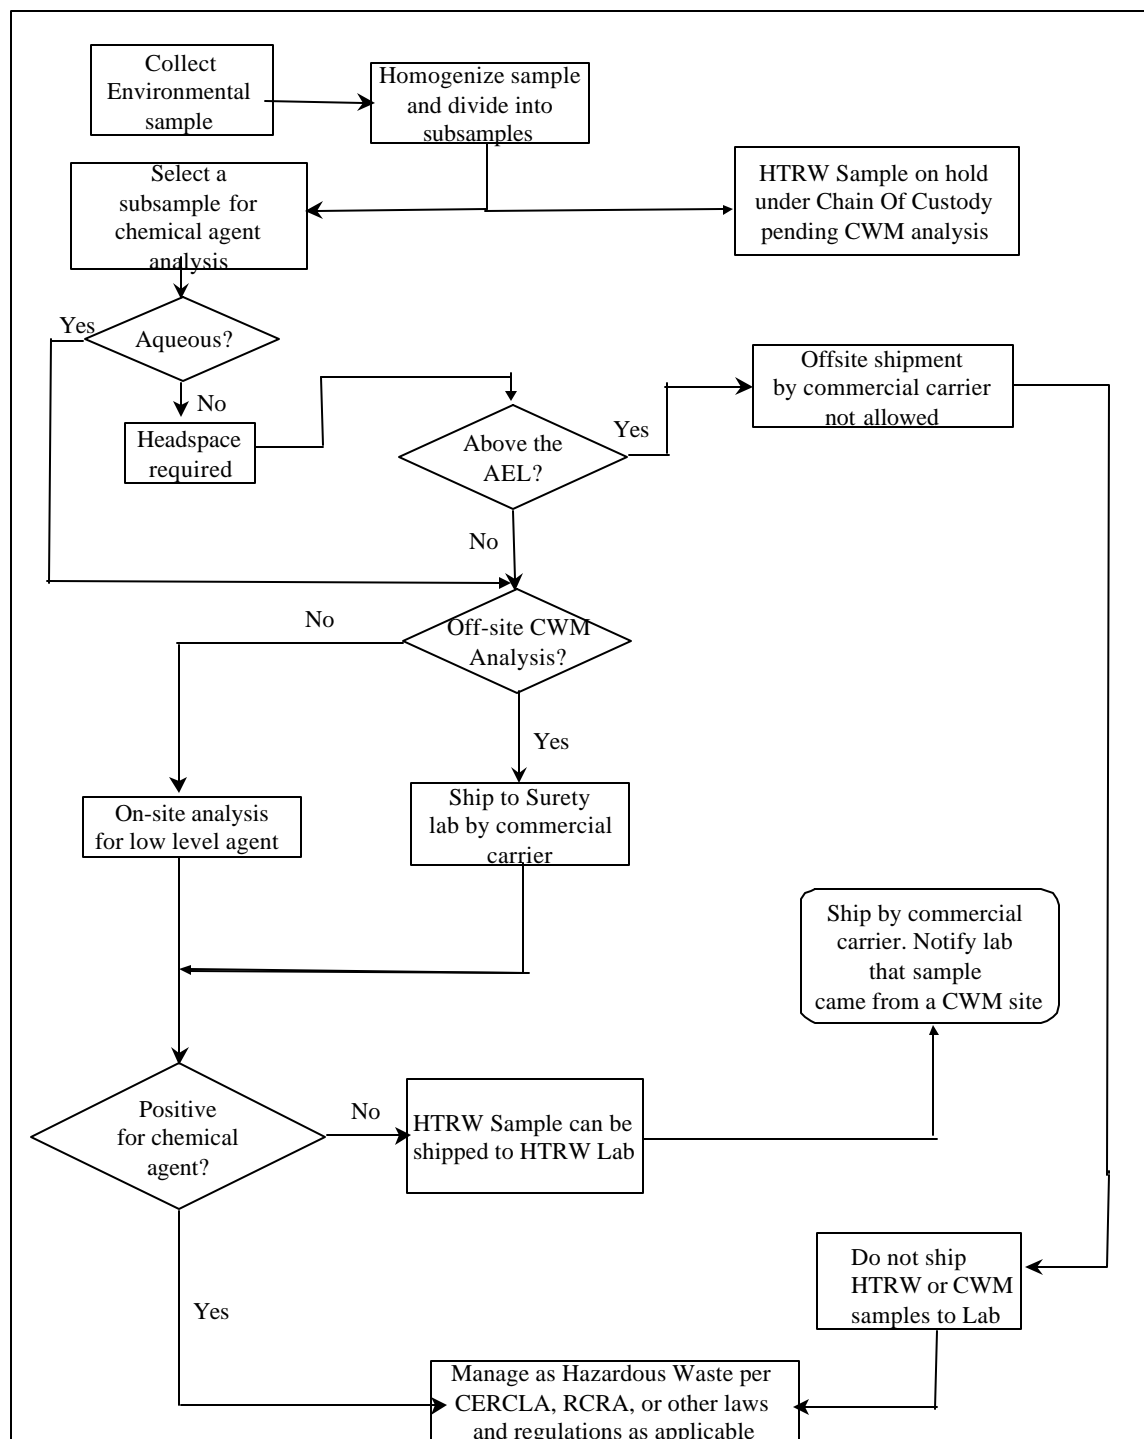 Collect
Environmental
sample
Homogenize sample
and divide into
subsamples
Select a
subsample for
chemical agent
analysis
HTRW Sample on hold
under Chain Of Custody
pending CWM analysis
Yes
Aqueous?
No
Headspace
required
Above the
AEL?
Yes
Offsite shipment
by commercial carrier
not allowed
No
Off-site CWM
Analysis?
No
Yes
On-site analysis
for low level agent
Ship to Surety
lab by commercial
carrier
Ship by commercial
carrier. Notify lab
that sample
came from a CWM site
Positive
for chemical
agent?
No
HTRW Sample can be
shipped to HTRW Lab
Yes
Do not ship
HTRW or CWM
samples to Lab
Manage as Hazardous Waste per
CERCLA, RCRA, or other laws
and regulations as applicable